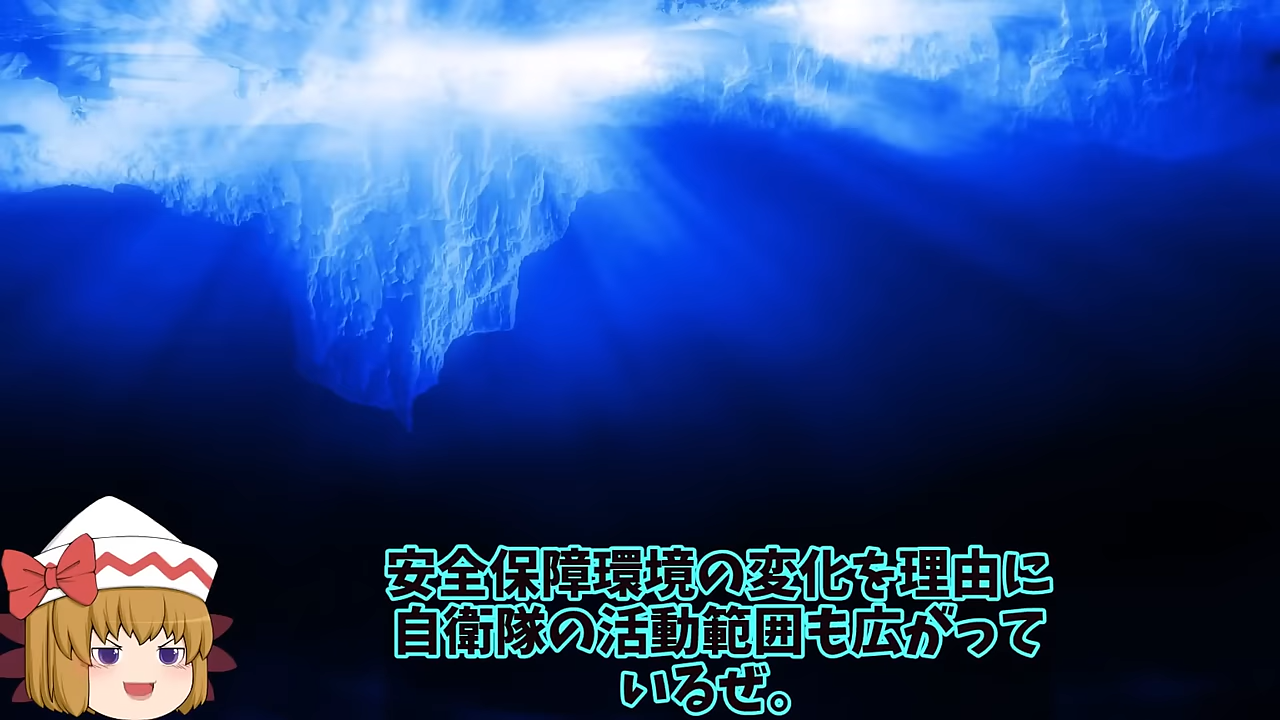 安全保障環境の変化を理由に
自衛隊の活動範囲も広がって
いるぜ。